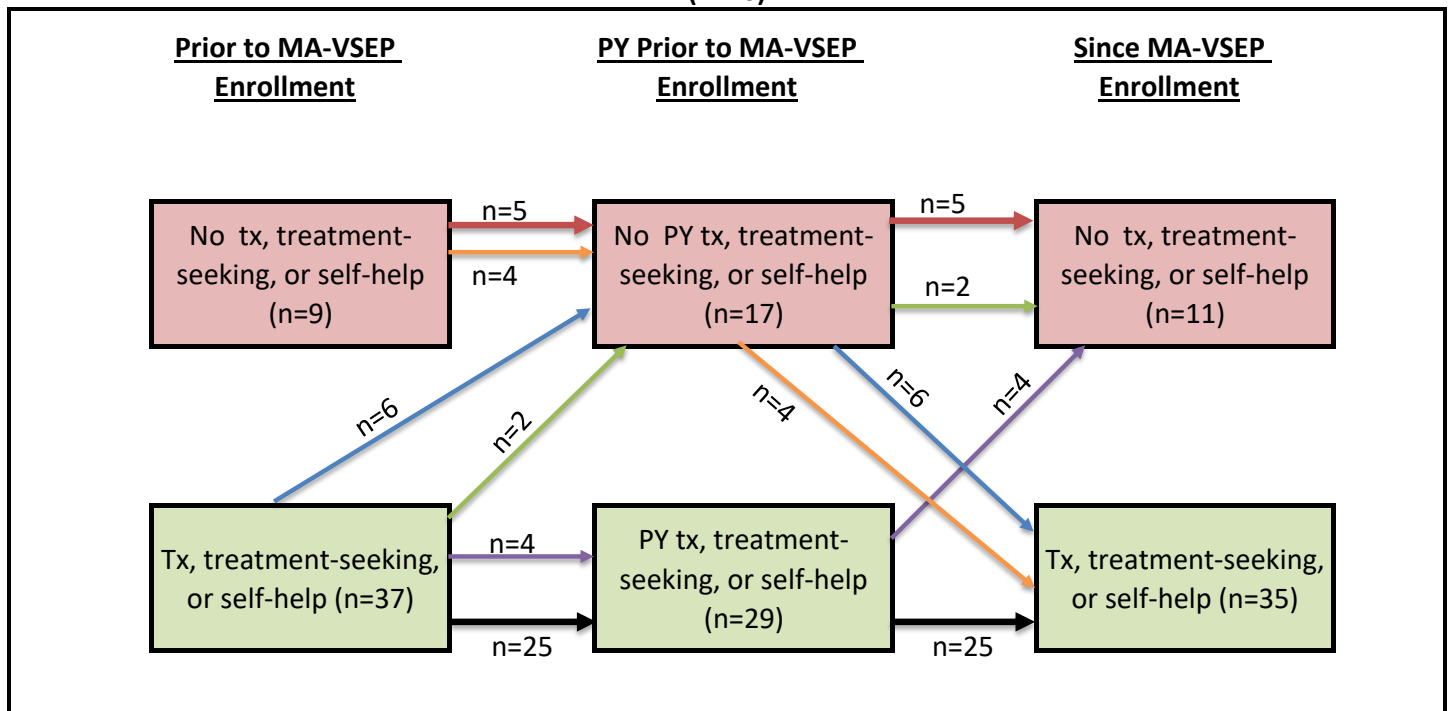 Prior to MA-VSEP
Enrollment
PY Prior to MA-VSEP
Enrollment
Since MA-VSEP
Enrollment
No tx, treatment-
seeking, or self-help
(n=9)
n=5
n=4
No PY tx, treatment-
seeking, or self-help
(n=17)
n=5
n=2
No tx, treatment-
seeking, or self-help
(n=11)
n=6
n=2
n=4
n=6
n=4
Tx, treatment-seeking,
or self-help (n=37)
n=4
n=25
PY tx, treatment-
seeking, or self-help
(n=29)
n=25
Tx, treatment-seeking,
or self-help (n=35)